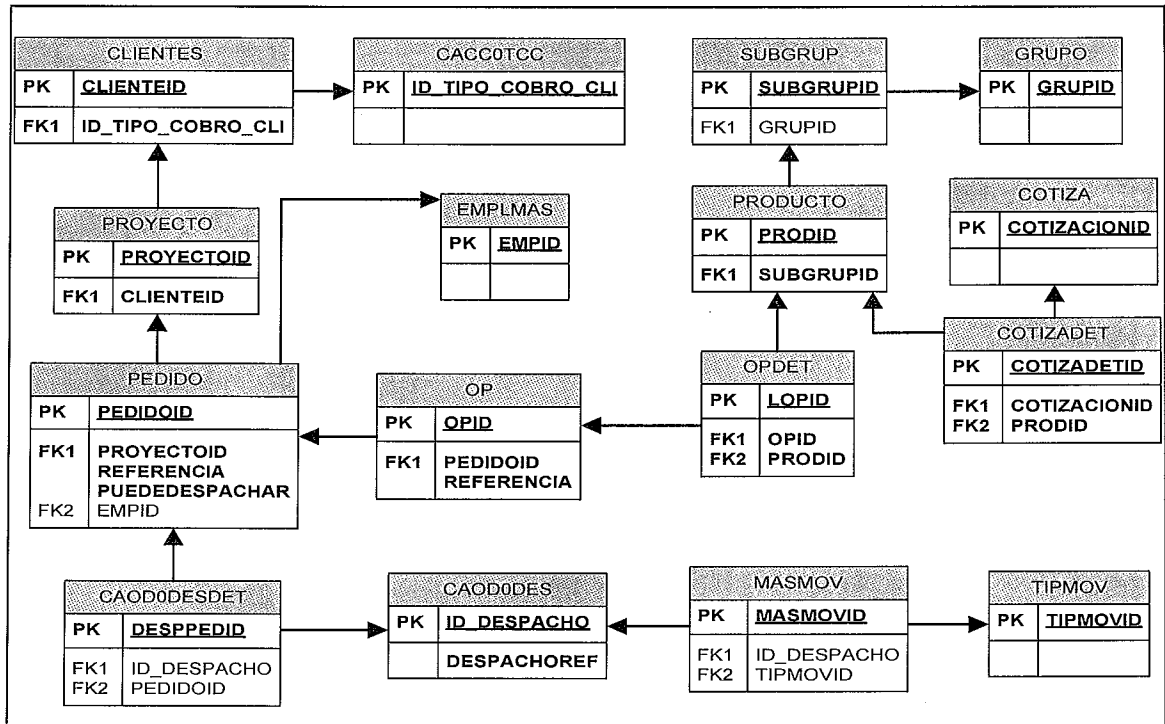 CLIENTES
PK CLIENTEID
FK1 ID_TIPO_COBRO_CLI
CACC0TCC
PK ID_TIPO_COBRO_CLI
SUBGRUP
PK SUBGRUPID
FK1 GRUPID
GRUPO
PK GRUPID
PROYECTO
PK PROYECTOID
FK1 CLIENTEID
EMPLMAS
PK EMPID
PRODUCTO
PK PRODID
FK1 SUBGRUPID
COTIZA
PK COTIZACIONID
PEDIDO
PK PEDIDOID
FK1 PROYECTOID
REFERENCIA
PUEDEDESPACHAR
FK2 EMPID
OP
PK OPID
FK1 PEDIDOID
REFERENCIA
OPDET
PK LOPID
FK1 OPID
FK2 PRODID
COTIZADET
PK COTIZADETID
FK1 COTIZACIONID
FK2 PRODID
CAOD0DESDET
PK DESPPEDID
FK1 ID_DESPACHO
FK2 PEDIDOID
CAOD0DES
PK ID_DESPACHO
DESPACHOREF
MASMOV
PK MASMOVID
FK1 ID_DESPACHO
FK2 TIPMOVID
TIPMOV
PK TIPMOVID